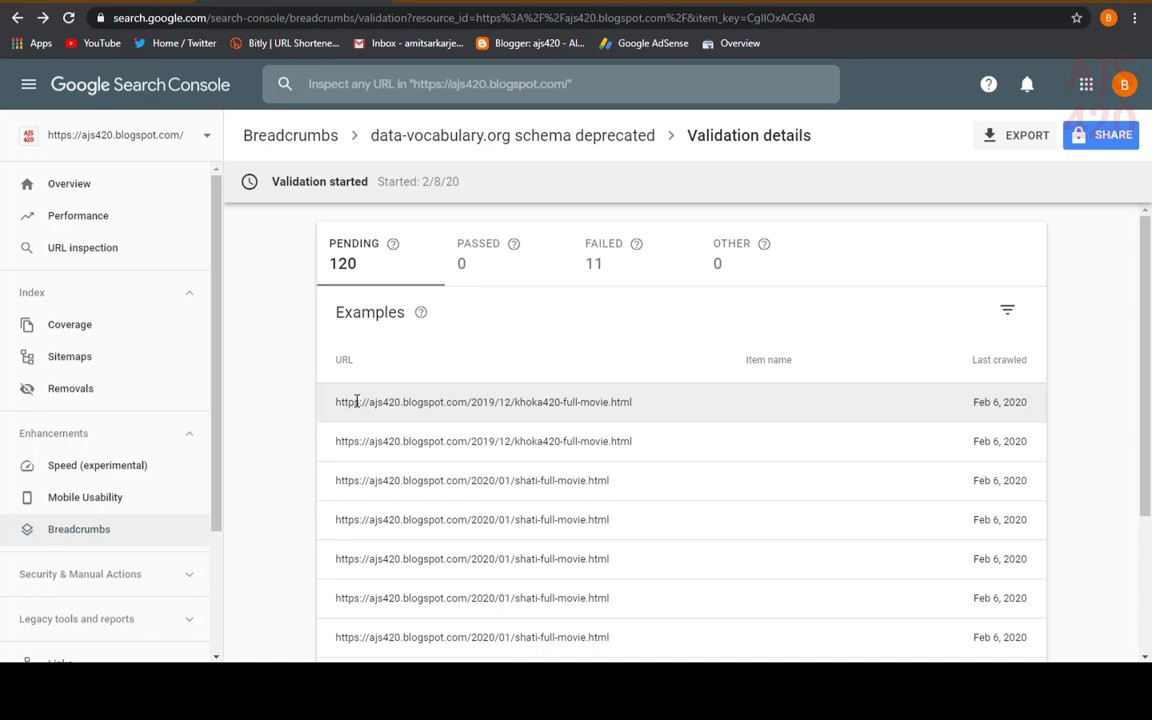 search.google.com/search-console/breadcrumbs/validation?resource_id=https%3A%2F%2Fajs420.blogspot.com%2F&item_key=CgIIOxACGA8
B
Apps YouTube Home / Twitter Bitly | URL Shortene... Inbox - amitsarkarje... Blogger: ajs420 - Al... Google AdSense Overview
Google Search Console
Inspect any URL in "https://ajs420.blogspot.com/"
B
AJS
420
AJS
420
https://ajs420.blogspot.com/
Breadcrumbs > data-vocabulary.org schema deprecated > Validation details
EXPORT
SHARE
Validation started Started: 2/8/20
Overview
Performance
URL inspection
Index
Coverage
Sitemaps
Removals
Enhancements
Speed (experimental)
Mobile Usability
Breadcrumbs
Security & Manual Actions
Legacy tools and reports
PENDING PASSED FAILED OTHER
120 0 11 0
Examples
URL Item name Last crawled
https://ajs420.blogspot.com/2019/12/khoka420-full-movie.html Feb 6, 2020
https://ajs420.blogspot.com/2019/12/khoka420-full-movie.html Feb 6, 2020
https://ajs420.blogspot.com/2020/01/shati-full-movie.html Feb 6, 2020
https://ajs420.blogspot.com/2020/01/shati-full-movie.html Feb 6, 2020
https://ajs420.blogspot.com/2020/01/shati-full-movie.html Feb 6, 2020
https://ajs420.blogspot.com/2020/01/shati-full-movie.html Feb 6, 2020
https://ajs420.blogspot.com/2020/01/shati-full-movie.html Feb 6, 2020